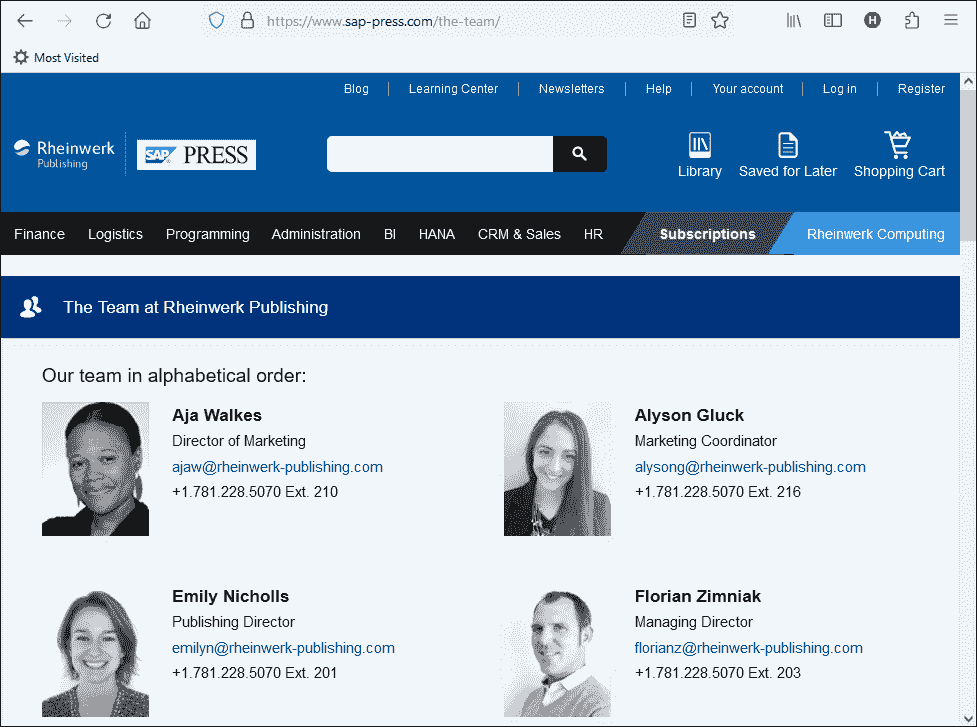 https://www.sap-press.com/the-team/
H
Most Visited
Blog Learning Center Newsletters Help Your account Log in Register
Rheinwerk
Publishing
SAP PRESS
Library Saved for Later Shopping Cart
Finance Logistics Programming Administration BI HANA CRM & Sales HR Subscriptions Rheinwerk Computing
The Team at Rheinwerk Publishing
Our team in alphabetical order:
Aja Walkes
Director of Marketing
ajaw@rheinwerk-publishing.com
+1.781.228.5070 Ext. 210
Alyson Gluck
Marketing Coordinator
alysong@rheinwerk-publishing.com
+1.781.228.5070 Ext. 216
Emily Nicholls
Publishing Director
emilyn@rheinwerk-publishing.com
+1.781.228.5070 Ext. 201
Florian Zimniak
Managing Director
florianz@rheinwerk-publishing.com
+1.781.228.5070 Ext. 203